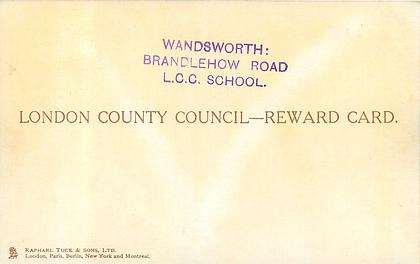 WANDSWORTH:
BRANDLEHOW ROAD
L.C.C. SCHOOL.
LONDON COUNTY COUNCIL—REWARD CARD.
RAPHAEL TUCK & SONS, LTD.
London, Paris, Berlin, New York and Montreal.